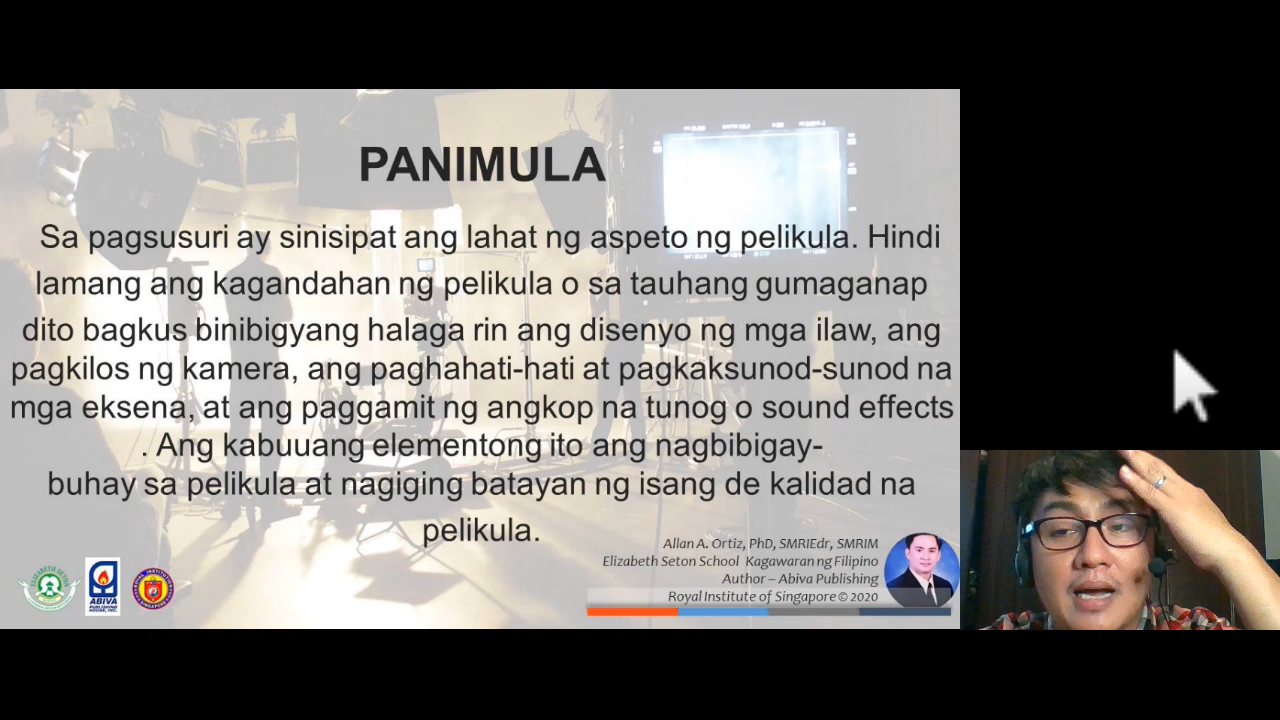 PANIMULA
Sa pagsusuri ay sinisipat ang lahat ng aspeto ng pelikula. Hindi
lamang ang kagandahan ng pelikula o sa tauhang gumaganap
dito bagkus binibigyang halaga rin ang disenyo ng mga ilaw, ang
pagkilos ng kamera, ang paghahati-hati at pagkaksunod-sunod na
mga eksena, at ang paggamit ng angkop na tunog o sound effects
. Ang kabuuang elementong ito ang nagbibigay-
buhay sa pelikula at nagiging batayan ng isang de kalidad na
pelikula.
Allan A. Ortiz, PhD, SMRIEdr, SMRIM
Elizabeth Seton School Kagawaran ng Filipino
Author – Abiva Publishing
Royal Institute of Singapore © 2020
ABIVA
PUBLISHING
HOUSE, INC.